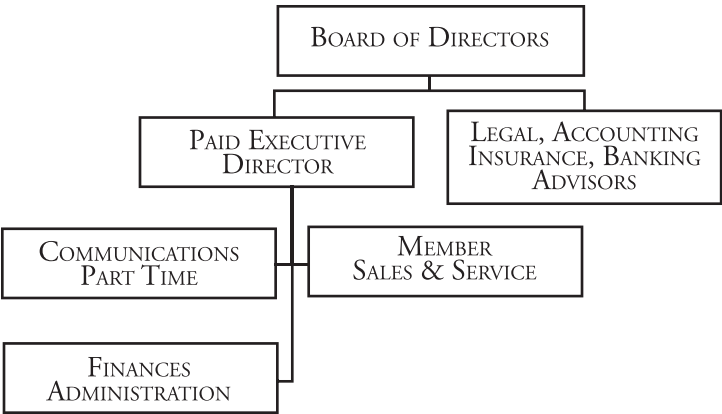 Board of Directors
Paid Executive
Director
Legal, Accounting
Insurance, Banking
Advisors
Communications
Part Time
Member
Sales & Service
Finances
Administration